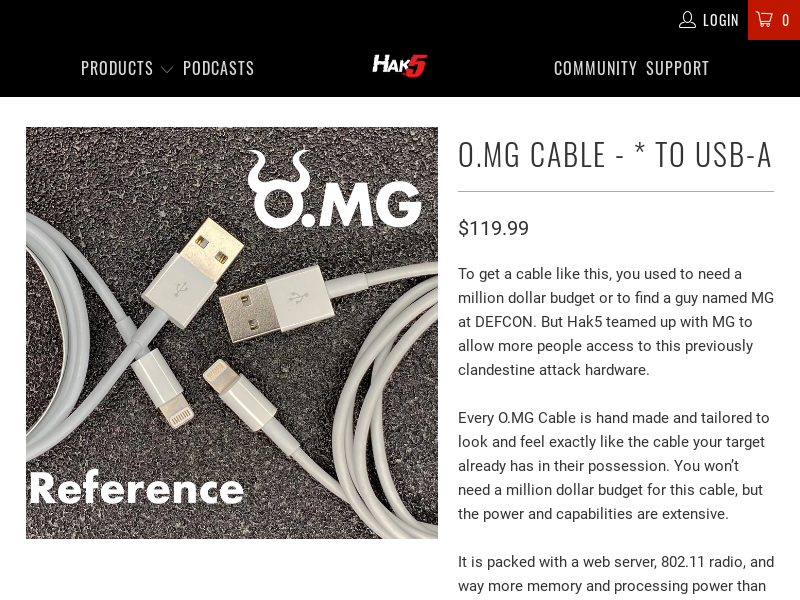 LOGIN
0
PRODUCTS
PODCASTS
HAK5
COMMUNITY
SUPPORT
O.MG
Reference
O.MG CABLE - * TO USB-A
$119.99
To get a cable like this, you used to need a
million dollar budget or to find a guy named MG
at DEFCON. But Hak5 teamed up with MG to
allow more people access to this previously
clandestine attack hardware.
Every O.MG Cable is hand made and tailored to
look and feel exactly like the cable your target
already has in their possession. You won’t
need a million dollar budget for this cable, but
the power and capabilities are extensive.
It is packed with a web server, 802.11 radio, and
way more memory and processing power than